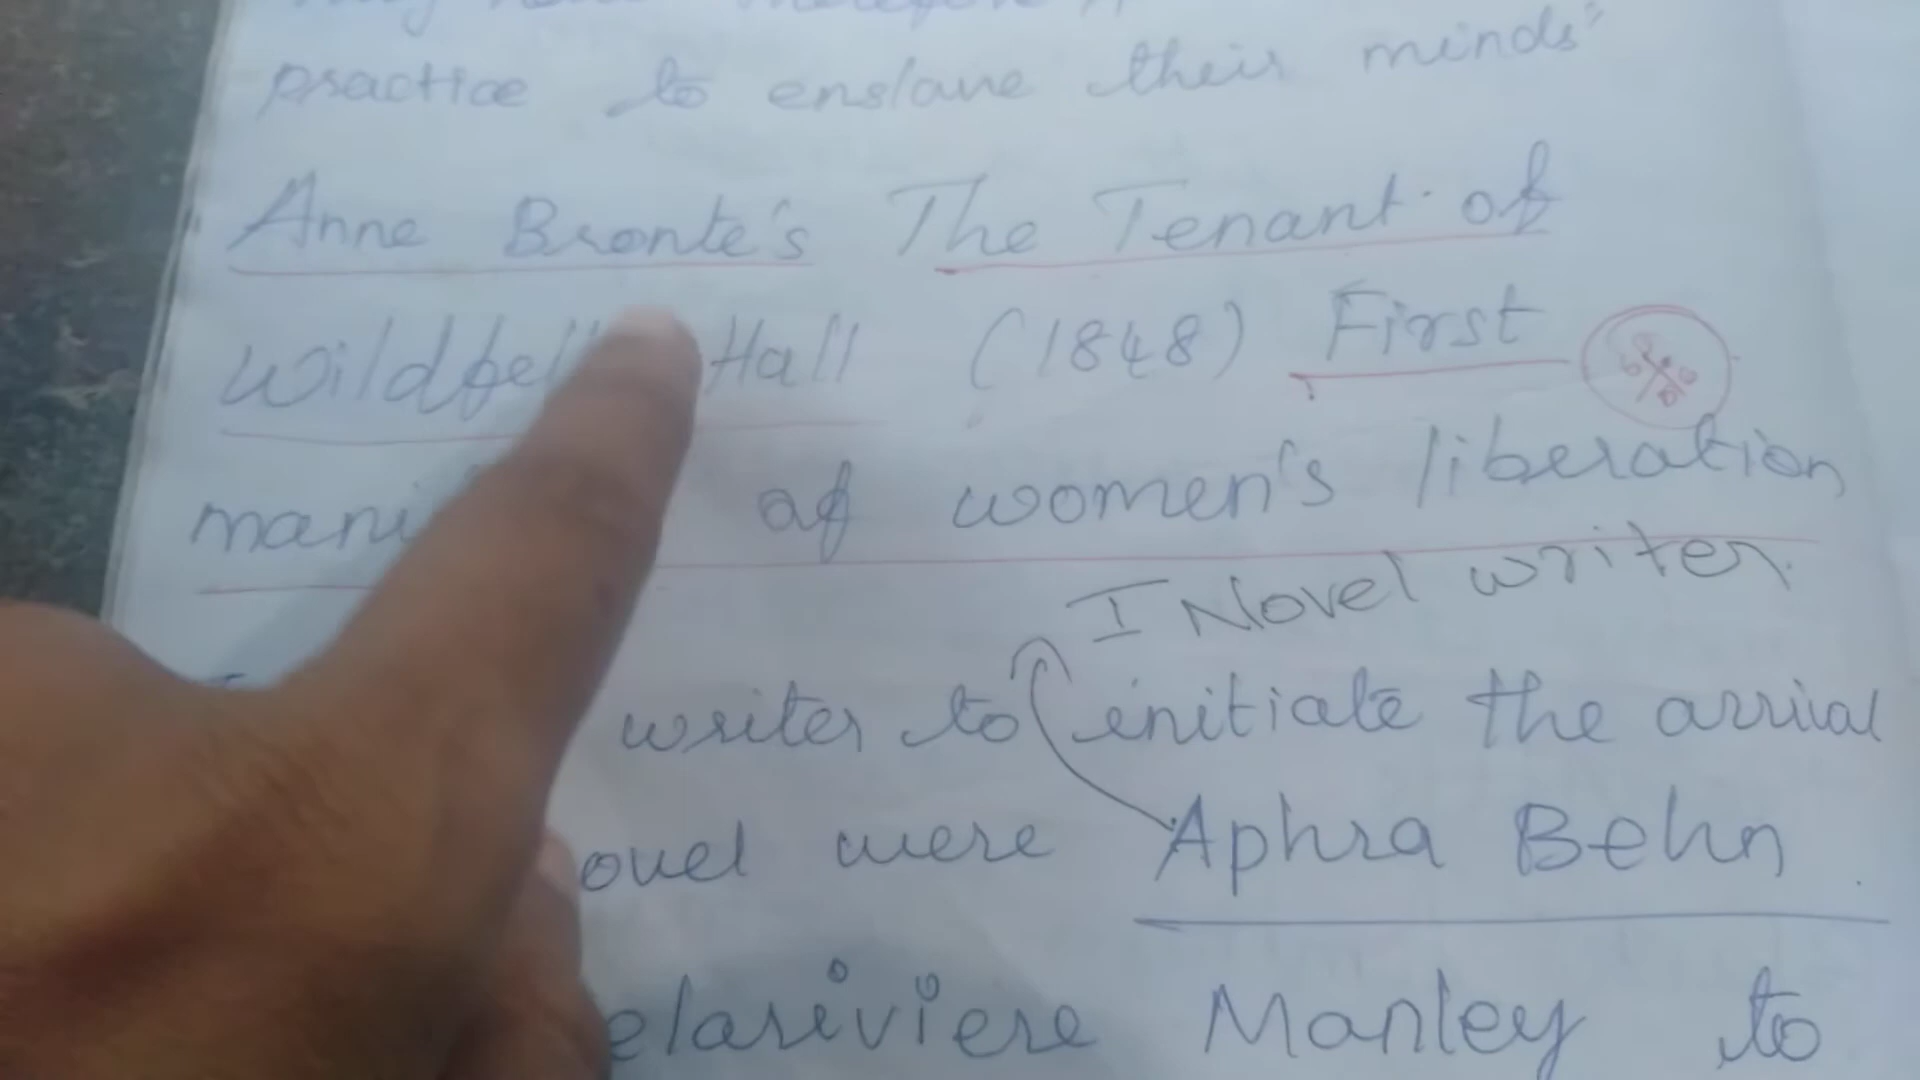 practice to enslave their minds"
Anne Bronte's The Tenant of
Wildfell Hall (1848) First
of women's liberation
I Novel writer.
writer to initiate the arrival
were Aphra Behn
Manley to